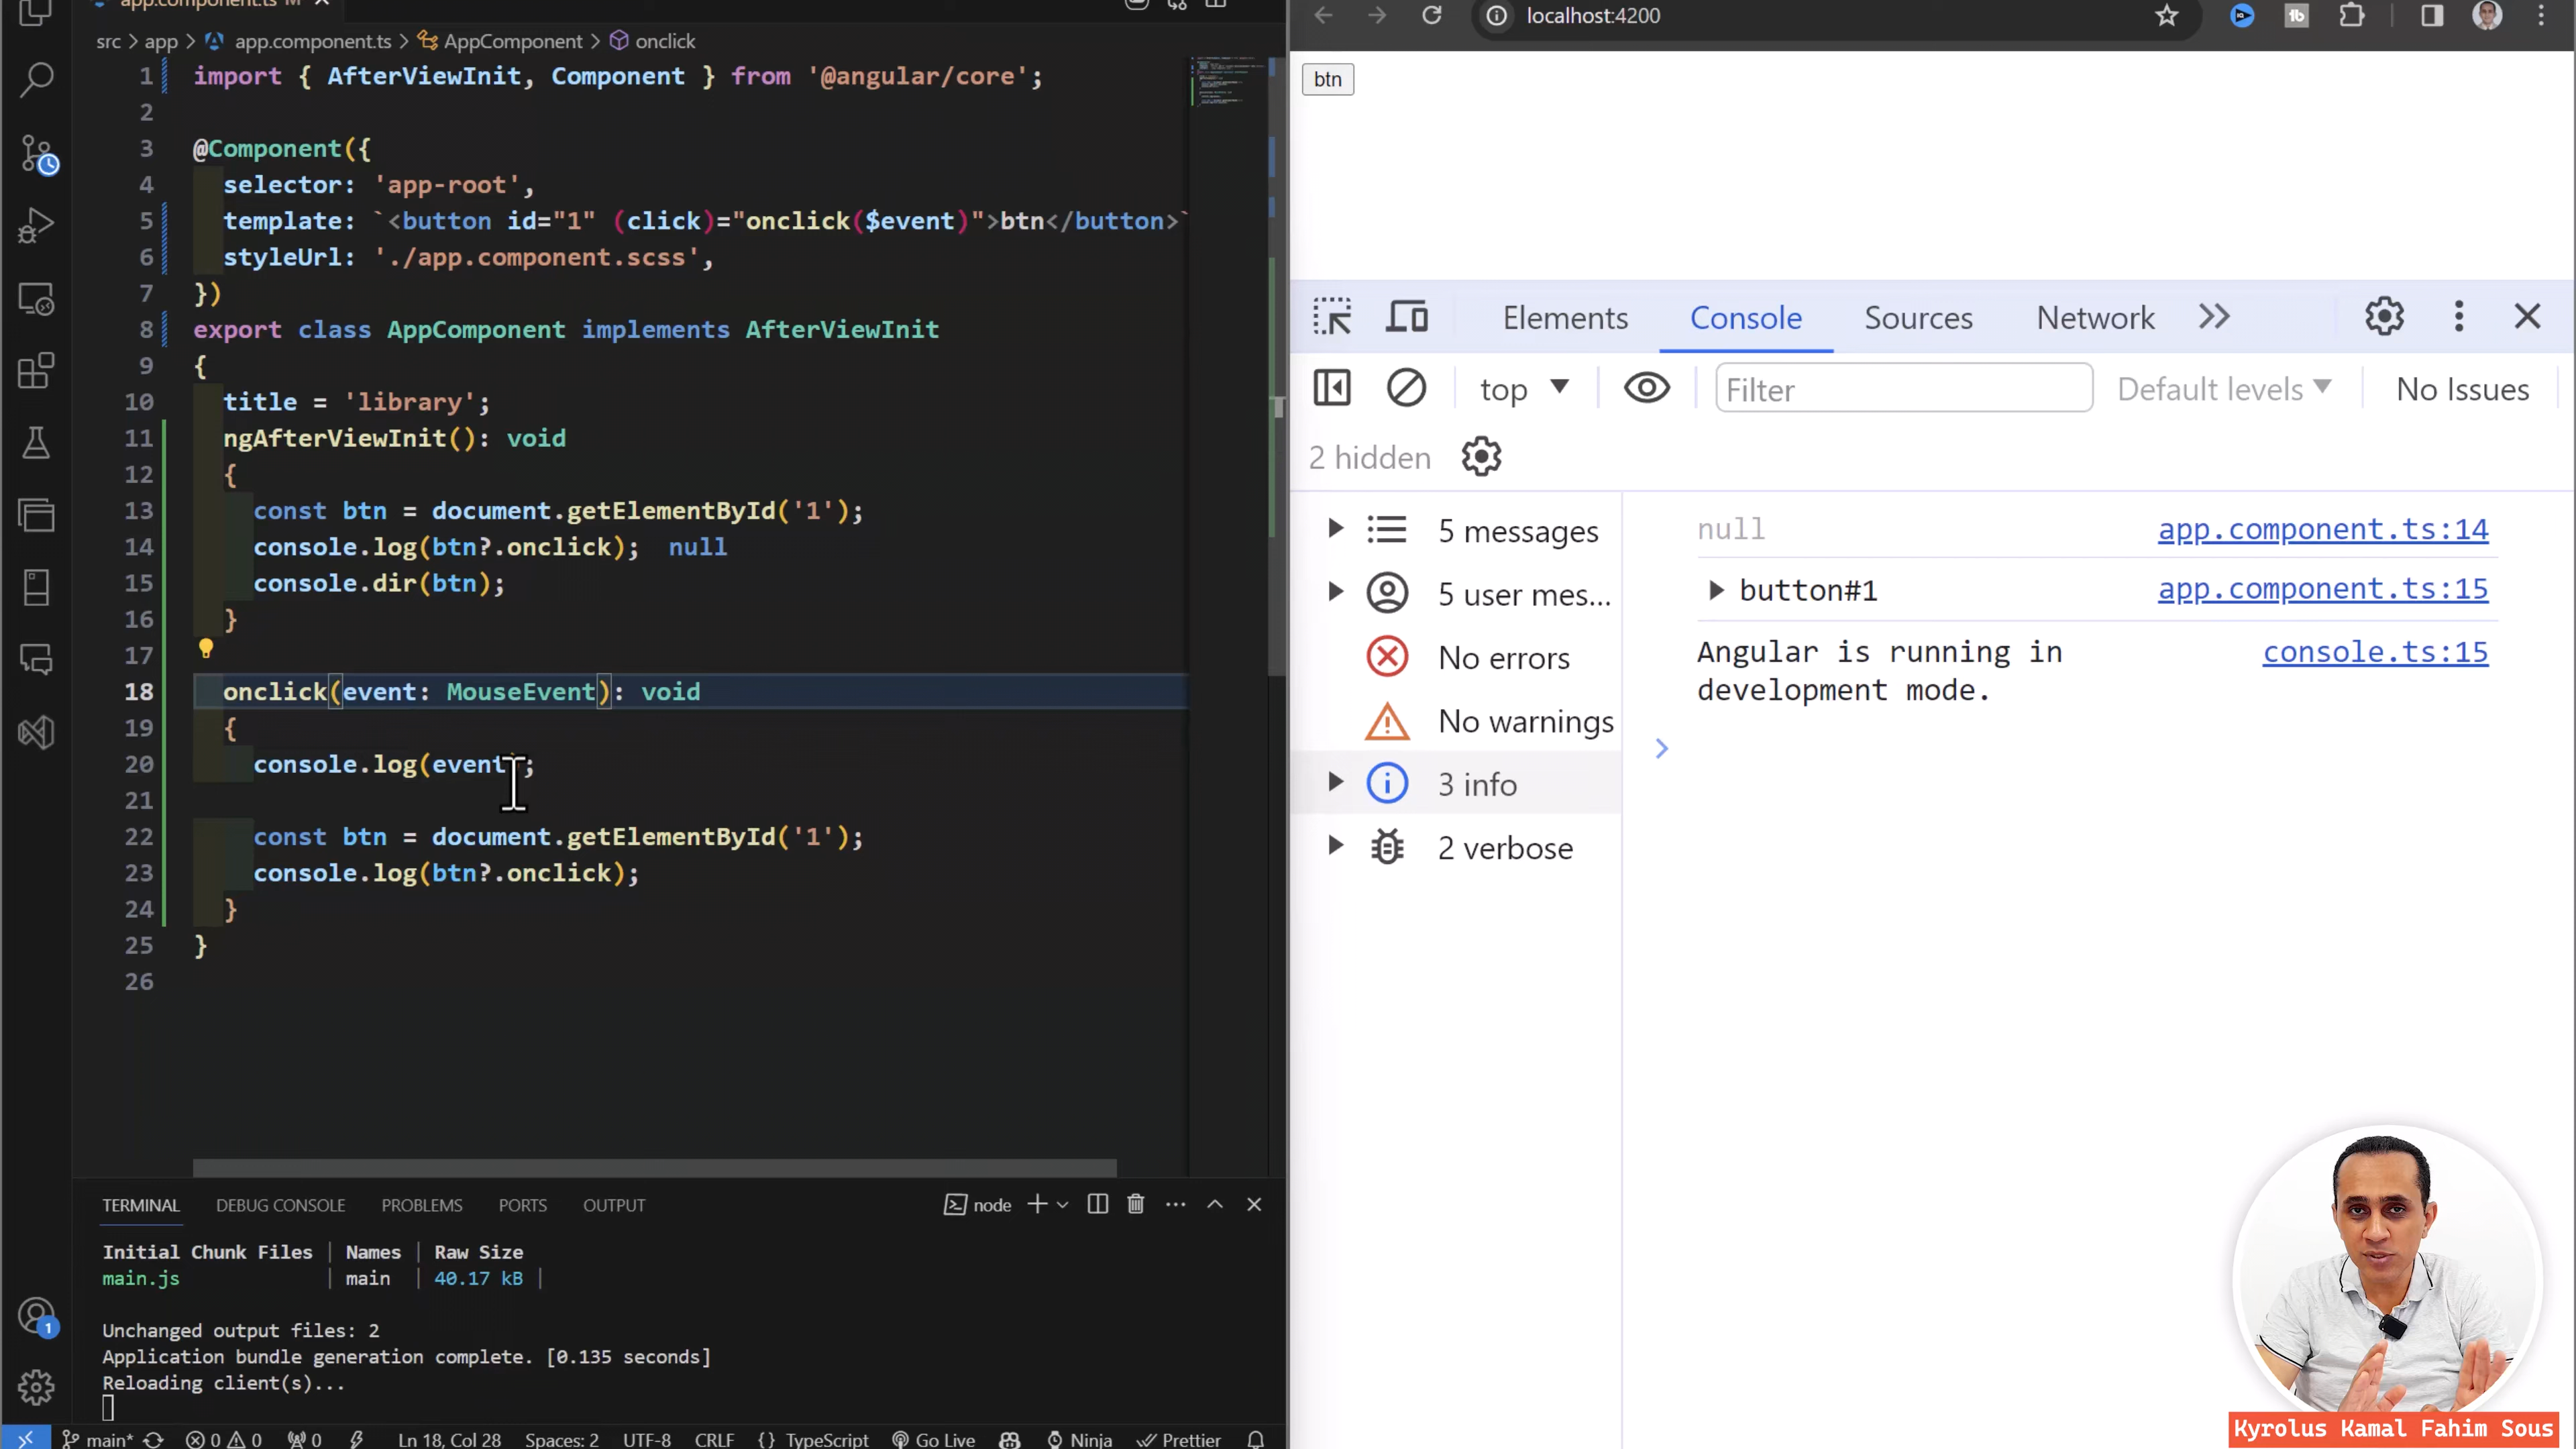 app.component.ts M
src > app > app.component.ts > AppComponent > onclick
1 import { AfterViewInit, Component } from '@angular/core';
2
3 @Component({
4 selector: 'app-root',
5 template: `<button id="1" (click)="onclick($event)">btn</button>`
6 styleUrl: './app.component.scss',
7 })
8 export class AppComponent implements AfterViewInit
9 {
10 title = 'library';
11 ngAfterViewInit(): void
12 {
13 const btn = document.getElementById('1');
14 console.log(btn?.onclick); null
15 console.dir(btn);
16 }
17
18 onclick(event: MouseEvent): void
19 {
20 console.log(event);
21
22 const btn = document.getElementById('1');
23 console.log(btn?.onclick);
24 }
25 }
26
TERMINAL DEBUG CONSOLE PROBLEMS PORTS OUTPUT node
Initial Chunk Files | Names | Raw Size
main.js | main | 40.17 kB |
Unchanged output files: 2
Application bundle generation complete. [0.135 seconds]
Reloading client(s)...
1
main* 0 0 0 Ln 18, Col 28 Spaces: 2 UTF-8 CRLF {} TypeScript Go Live Ninja Prettier
localhost:4200
btn
Elements Console Sources Network
top Filter Default levels No Issues
2 hidden
5 messages
5 user mes...
No errors
No warnings
3 info
2 verbose
null app.component.ts:14
button#1 app.component.ts:15
Angular is running in console.ts:15
development mode.
Kyrolus Kamal Fahim Sous